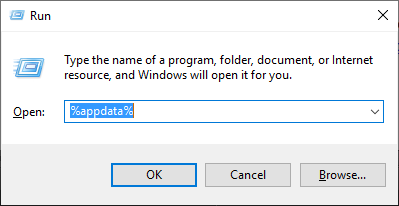 Run
Type the name of a program, folder, document, or Internet
resource, and Windows will open it for you.
Open: %appdata%
OK Cancel Browse...